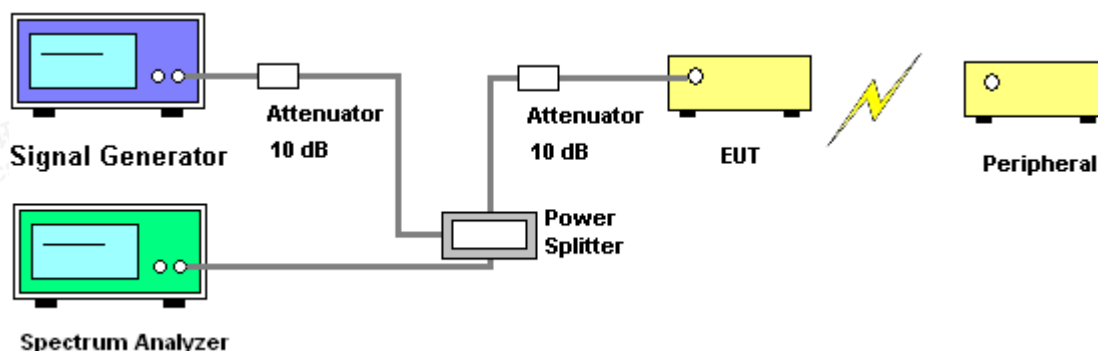 Attenuator
10 dB
Signal Generator
Attenuator
10 dB
EUT
Peripheral
Power
Splitter
Spectrum Analyzer